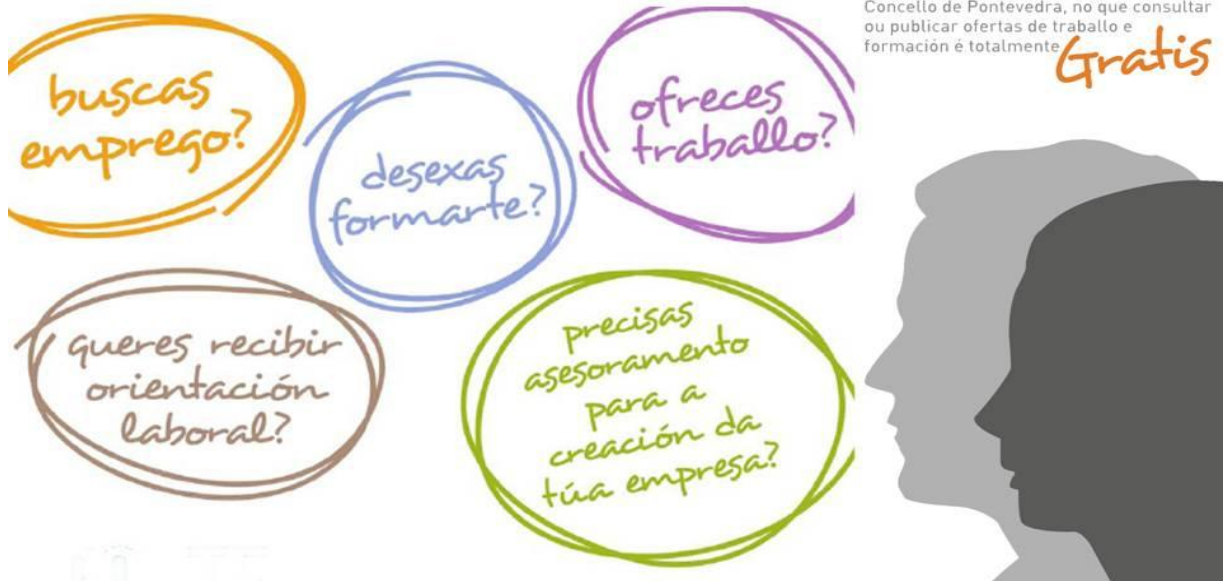 Concello de Pontevedra, no que consultar
ou publicar ofertas de traballo e
formación é totalmente Gratis
buscas
emprego?
desexas
formarte?
ofreces
traballo?
queres recibir
orientación
laboral?
precisas
asesoramento
para a
creación da
túa empresa?